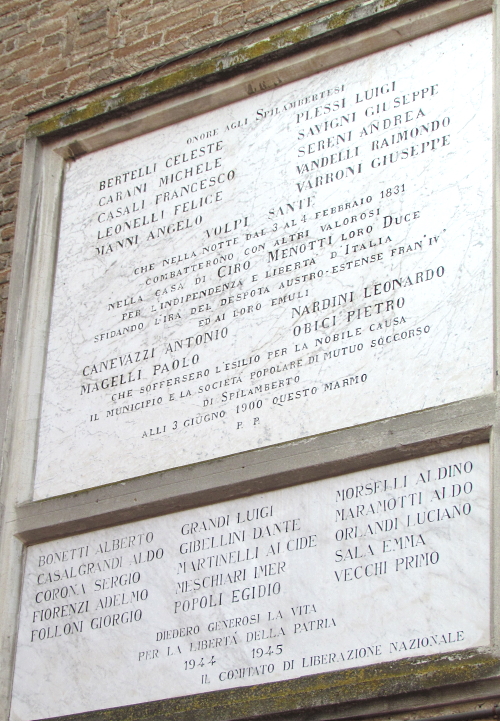 ONORE AGLI SPILAMBERTESI
BERTELLI CELESTE PLESSI LUIGI
CARANI MICHELE SAVIGNI GIUSEPPE
CASALI FRANCESCO SERENI ANDREA
LEONELLI FELICE VANDELLI RAIMONDO
MANNI ANGELO VARRONI GIUSEPPE
VOLPI SANTE
CHE NELLA NOTTE DAL 3 AL 4 FEBBRAIO 1831
COMBATTERONO CON ALTRI VALOROSI
NELLA CASA DI CIRO MENOTTI LORO DUCE
PER L'INDIPENDENZA E LIBERTA' D'ITALIA
SFIDANDO L'IRA DEL DESPOTA AUSTRO-ESTENSE FRAN° IV°
ED AI LORO EMULI
CANEVAZZI ANTONIO NARDINI LEONARDO
MAGELLI PAOLO OBICI PIETRO
CHE SOFFERSERO L'ESILIO PER LA NOBILE CAUSA
IL MUNICIPIO E LA SOCIETÀ POPOLARE DI MUTUO SOCCORSO
DI SPILAMBERTO
ALLI 3 GIUGNO 1900 QUESTO MARMO
P. P.
BONETTI ALBERTO GRANDI LUIGI MORSELLI ALDINO
CASALGRANDI ALDO GIBELLINI DANTE MARAMOTTI ALDO
CORONA SERGIO MARTINELLI ALCIDE ORLANDI LUCIANO
FIORENZI ADELMO MESCHIARI IMER SALA EMMA
FOLLONI GIORGIO POPOLI EGIDIO VECCHI PRIMO
DIEDERO GENEROSI LA VITA
PER LA LIBERTÀ DELLA PATRIA
1944 1945
IL COMITATO DI LIBERAZIONE NAZIONALE